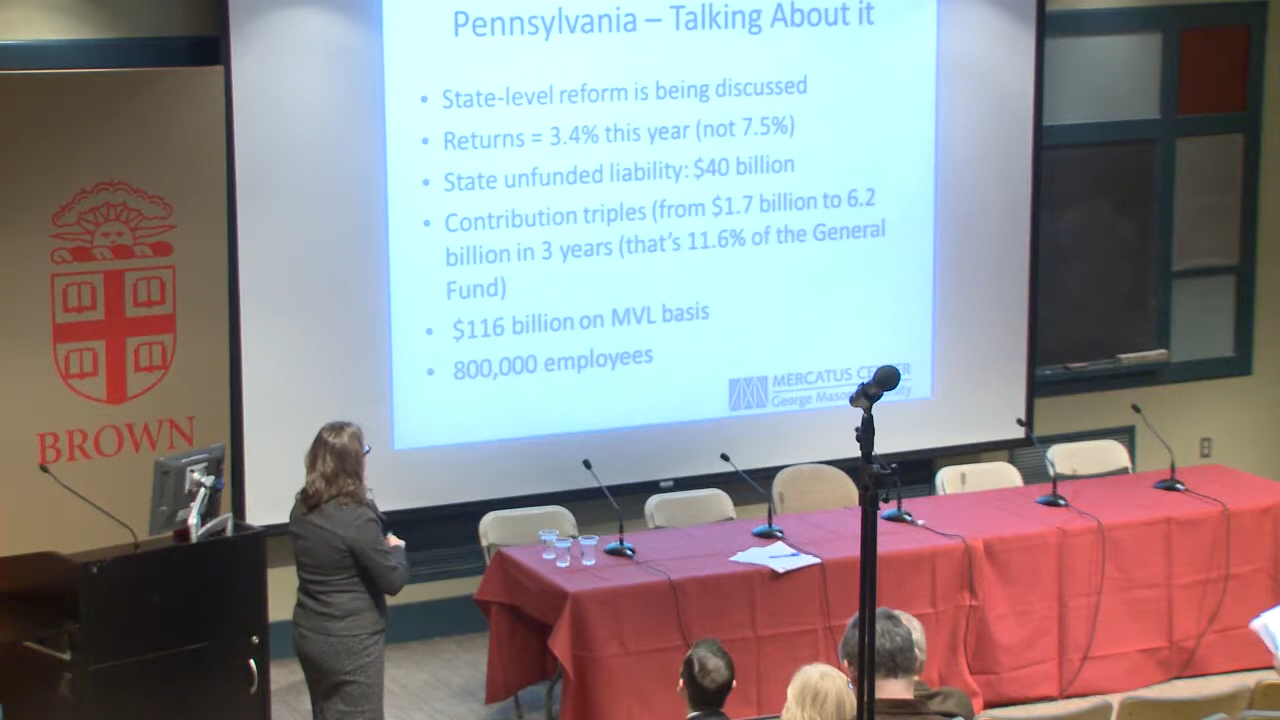 Pennsylvania – Talking About it
• State-level reform is being discussed
• Returns = 3.4% this year (not 7.5%)
• State unfunded liability: $40 billion
• Contribution triples (from $1.7 billion to 6.2
billion in 3 years (that's 11.6% of the General
Fund)
• $116 billion on MVL basis
• 800,000 employees
MERCATUS
George
BROWN